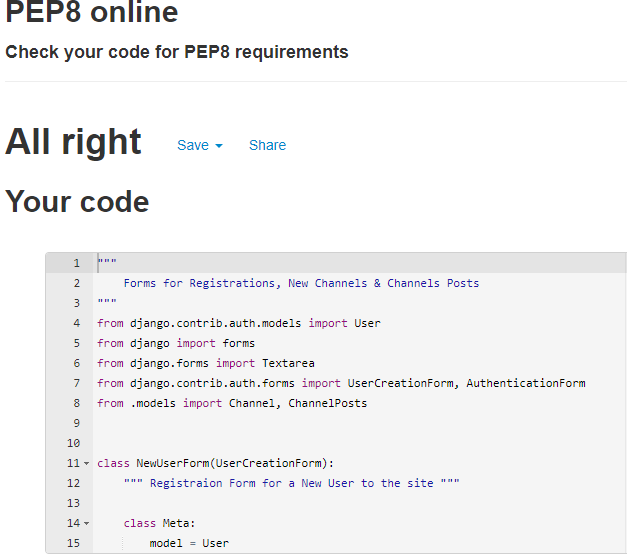 PEP8 online
Check your code for PEP8 requirements
All right Save Share
Your code
1 """
2 Forms for Registrations, New Channels & Channels Posts
3 """
4 from django.contrib.auth.models import User
5 from django import forms
6 from django.forms import Textarea
7 from django.contrib.auth.forms import UserCreationForm, AuthenticationForm
8 from .models import Channel, ChannelPosts
9
10
11 class NewUserForm(UserCreationForm):
12 """ Registraion Form for a New User to the site """
13
14 class Meta:
15 model = User